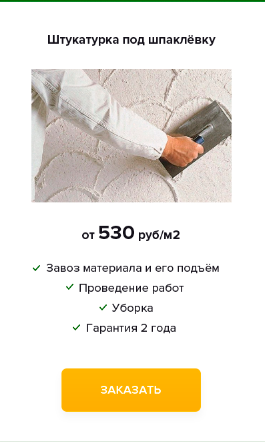 Штукатурка под шпаклёвку
от 530 руб/м2
Завоз материала и его подъём
Проведение работ
Уборка
Гарантия 2 года
ЗАКАЗАТЬ